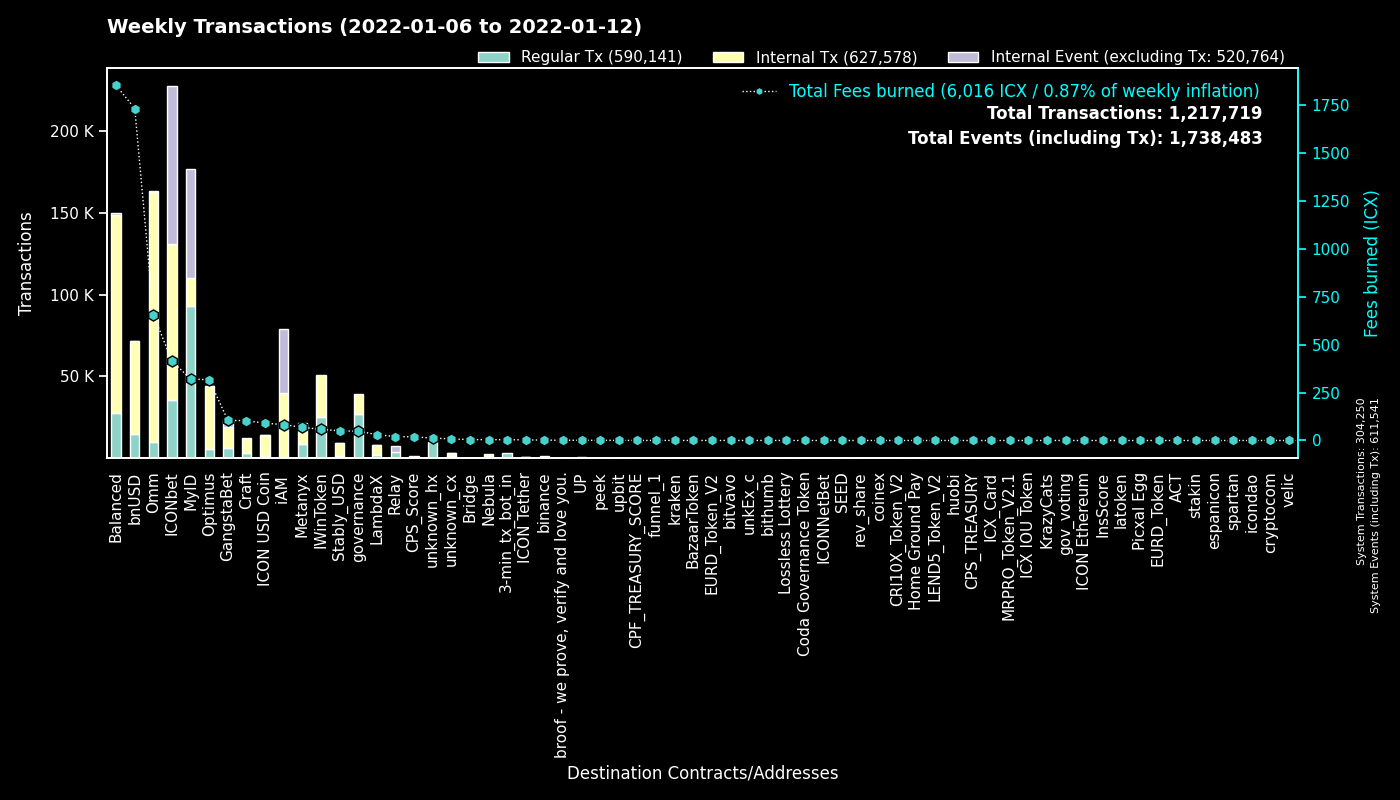 Weekly Transactions (2022-01-06 to 2022-01-12)
Regular Tx (590,141)
Internal Tx (627,578)
Internal Event (excluding Tx: 520,764)
Total Fees burned (6,016 ICX / 0.87% of weekly inflation)
Total Transactions: 1,217,719
Total Events (including Tx): 1,738,483
Transactions
200 K
150 K
100 K
50 K
1750
1500
1250
1000
750
500
250
0
Fees burned (ICX)
System Transactions: 304,250
System Events (including Tx): 611,541
Balanced
bnUSD
Omm
ICONbet
MyID
Optimus
GangstaBet
Craft
ICON USD Coin
iAM
Metanyx
IWinToken
Stably_USD
governance
LambdaX
Relay
CPS_Score
unknown_hx
unknown_cx
Bridge
Nebula
3-min_tx_bot_in
ICON_Tether
binance
broof - we prove, verify and love you.
UP
peek
upbit
CPF_TREASURY_SCORE
funnel_1
kraken
BazaarToken
EURD_Token_V2
bitvavo
unkEx_c
bithumb
Lossless Lottery
Coda Governance Token
ICONNetBet
SEED
rev_share
coinex
CRI10X_Token_V2
Home Ground Pay
LEND5_Token_V2
huobi
CPS_TREASURY
ICX_Card
MRPRO_Token_V2.1
ICX IOU Token
KrazyCats
gov_voting
ICON Ethereum
InsScore
latoken
Picxal Egg
EURD_Token
ACT
stakin
espanicon
spartan
icondao
cryptocom
velic
Destination Contracts/Addresses